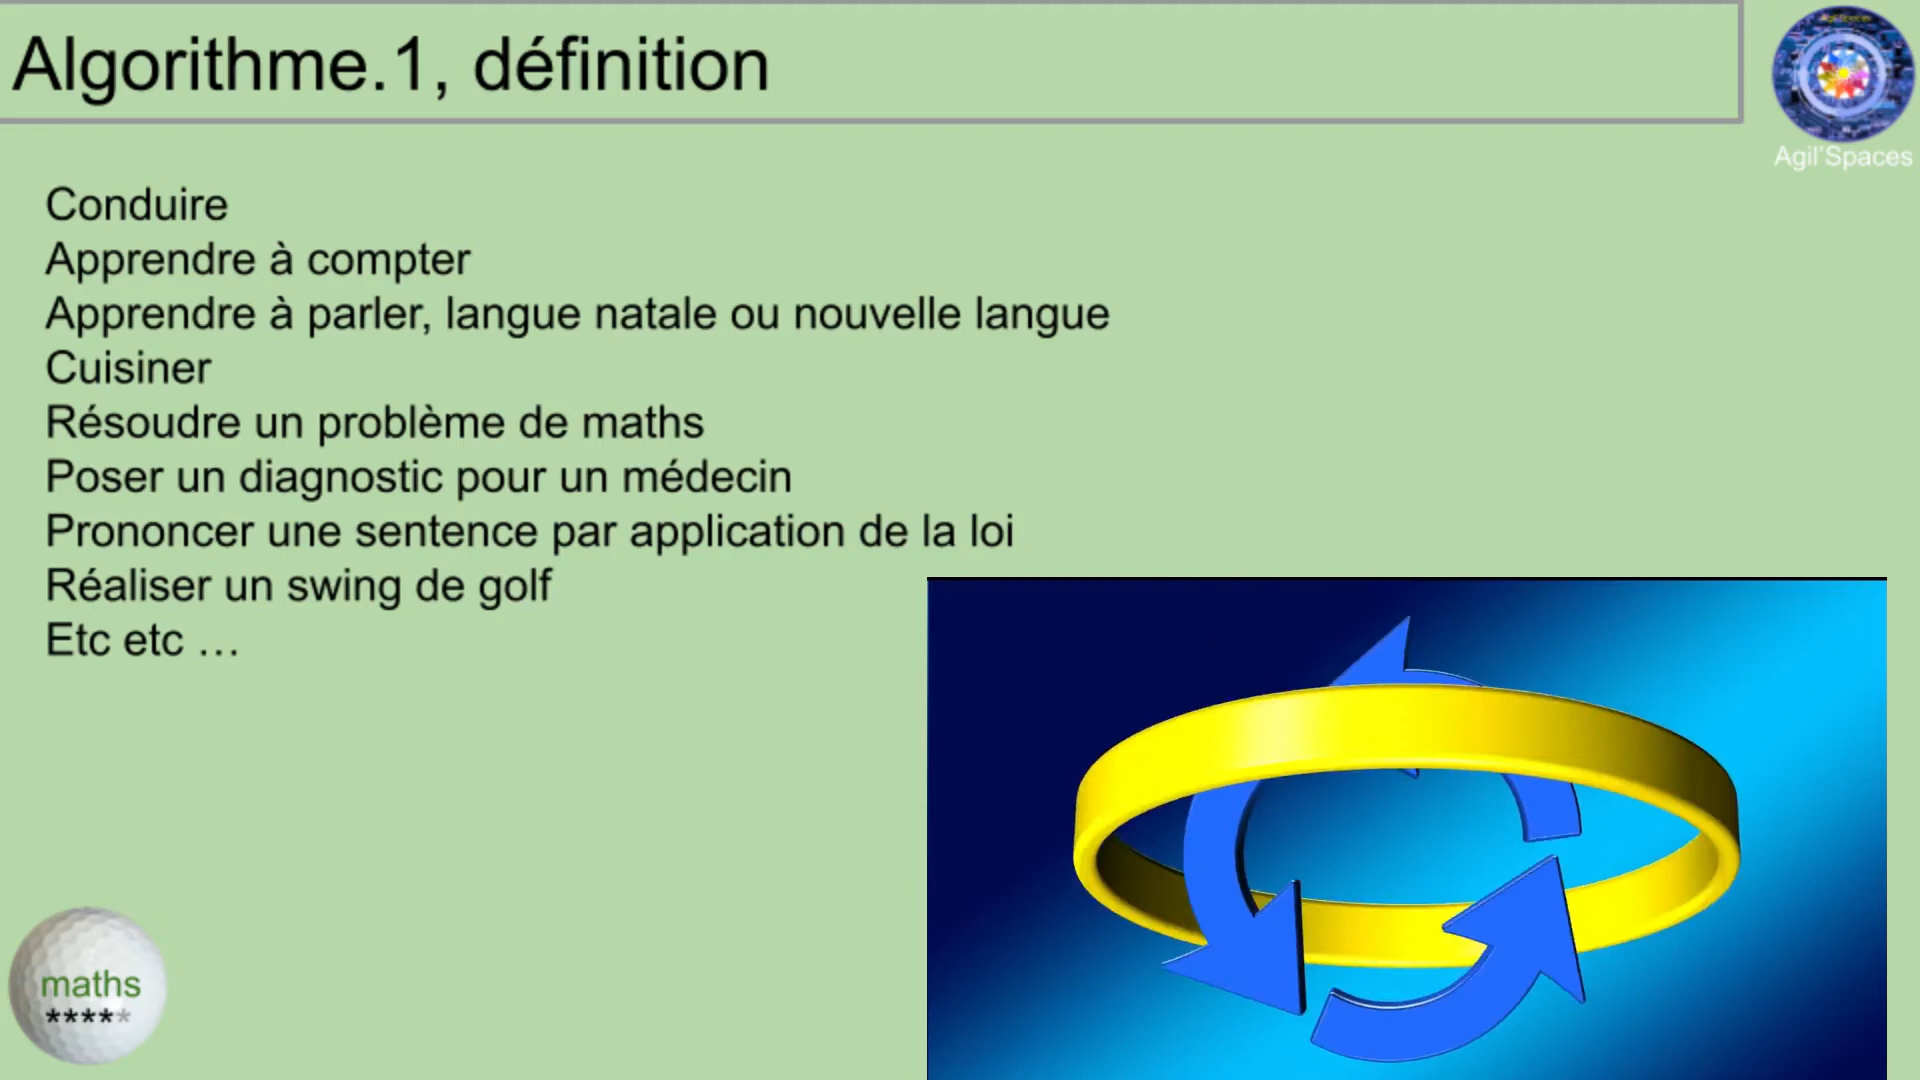 Algorithme.1, définition
Agil'Spaces
Conduire
Apprendre à compter
Apprendre à parler, langue natale ou nouvelle langue
Cuisiner
Résoudre un problème de maths
Poser un diagnostic pour un médecin
Prononcer une sentence par application de la loi
Réaliser un swing de golf
Etc etc …
maths
*****